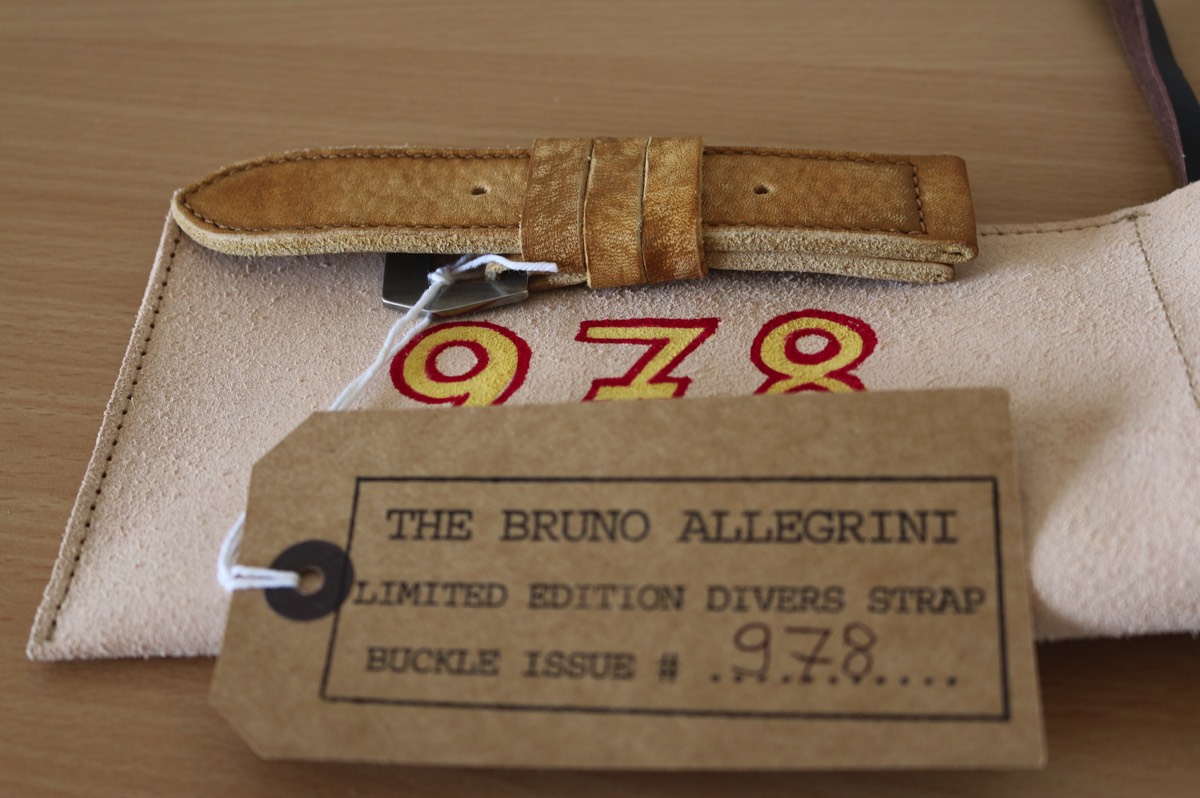 978
THE BRUNO ALLEGRINI
LIMITED EDITION DIVERS STRAP
BUCKLE ISSUE # ..978....